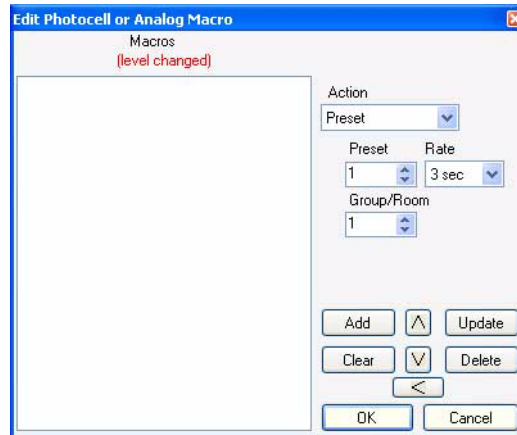 Edit Photocell or Analog Macro
Macros
(level changed)
Action
Preset
Preset Rate
1 3 sec
Group/Room
1
Add Λ Update
Clear V Delete
<
OK Cancel